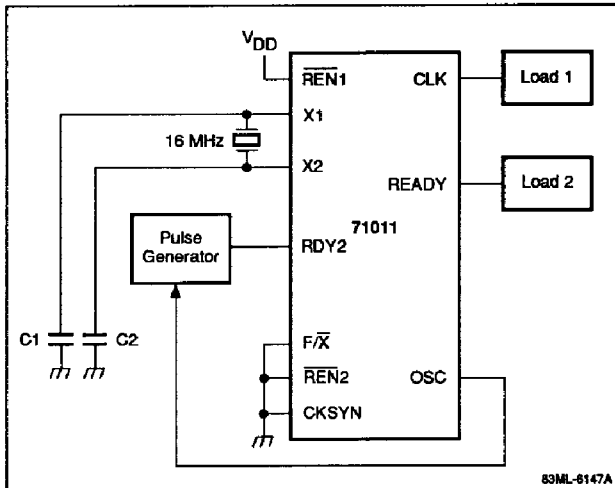 VDD
REN1
CLK
Load 1
X1
16 MHz
X2
READY
Load 2
71011
Pulse
Generator
RDY2
C1
C2
F/X
REN2
OSC
CKSYN
83ML-6147A